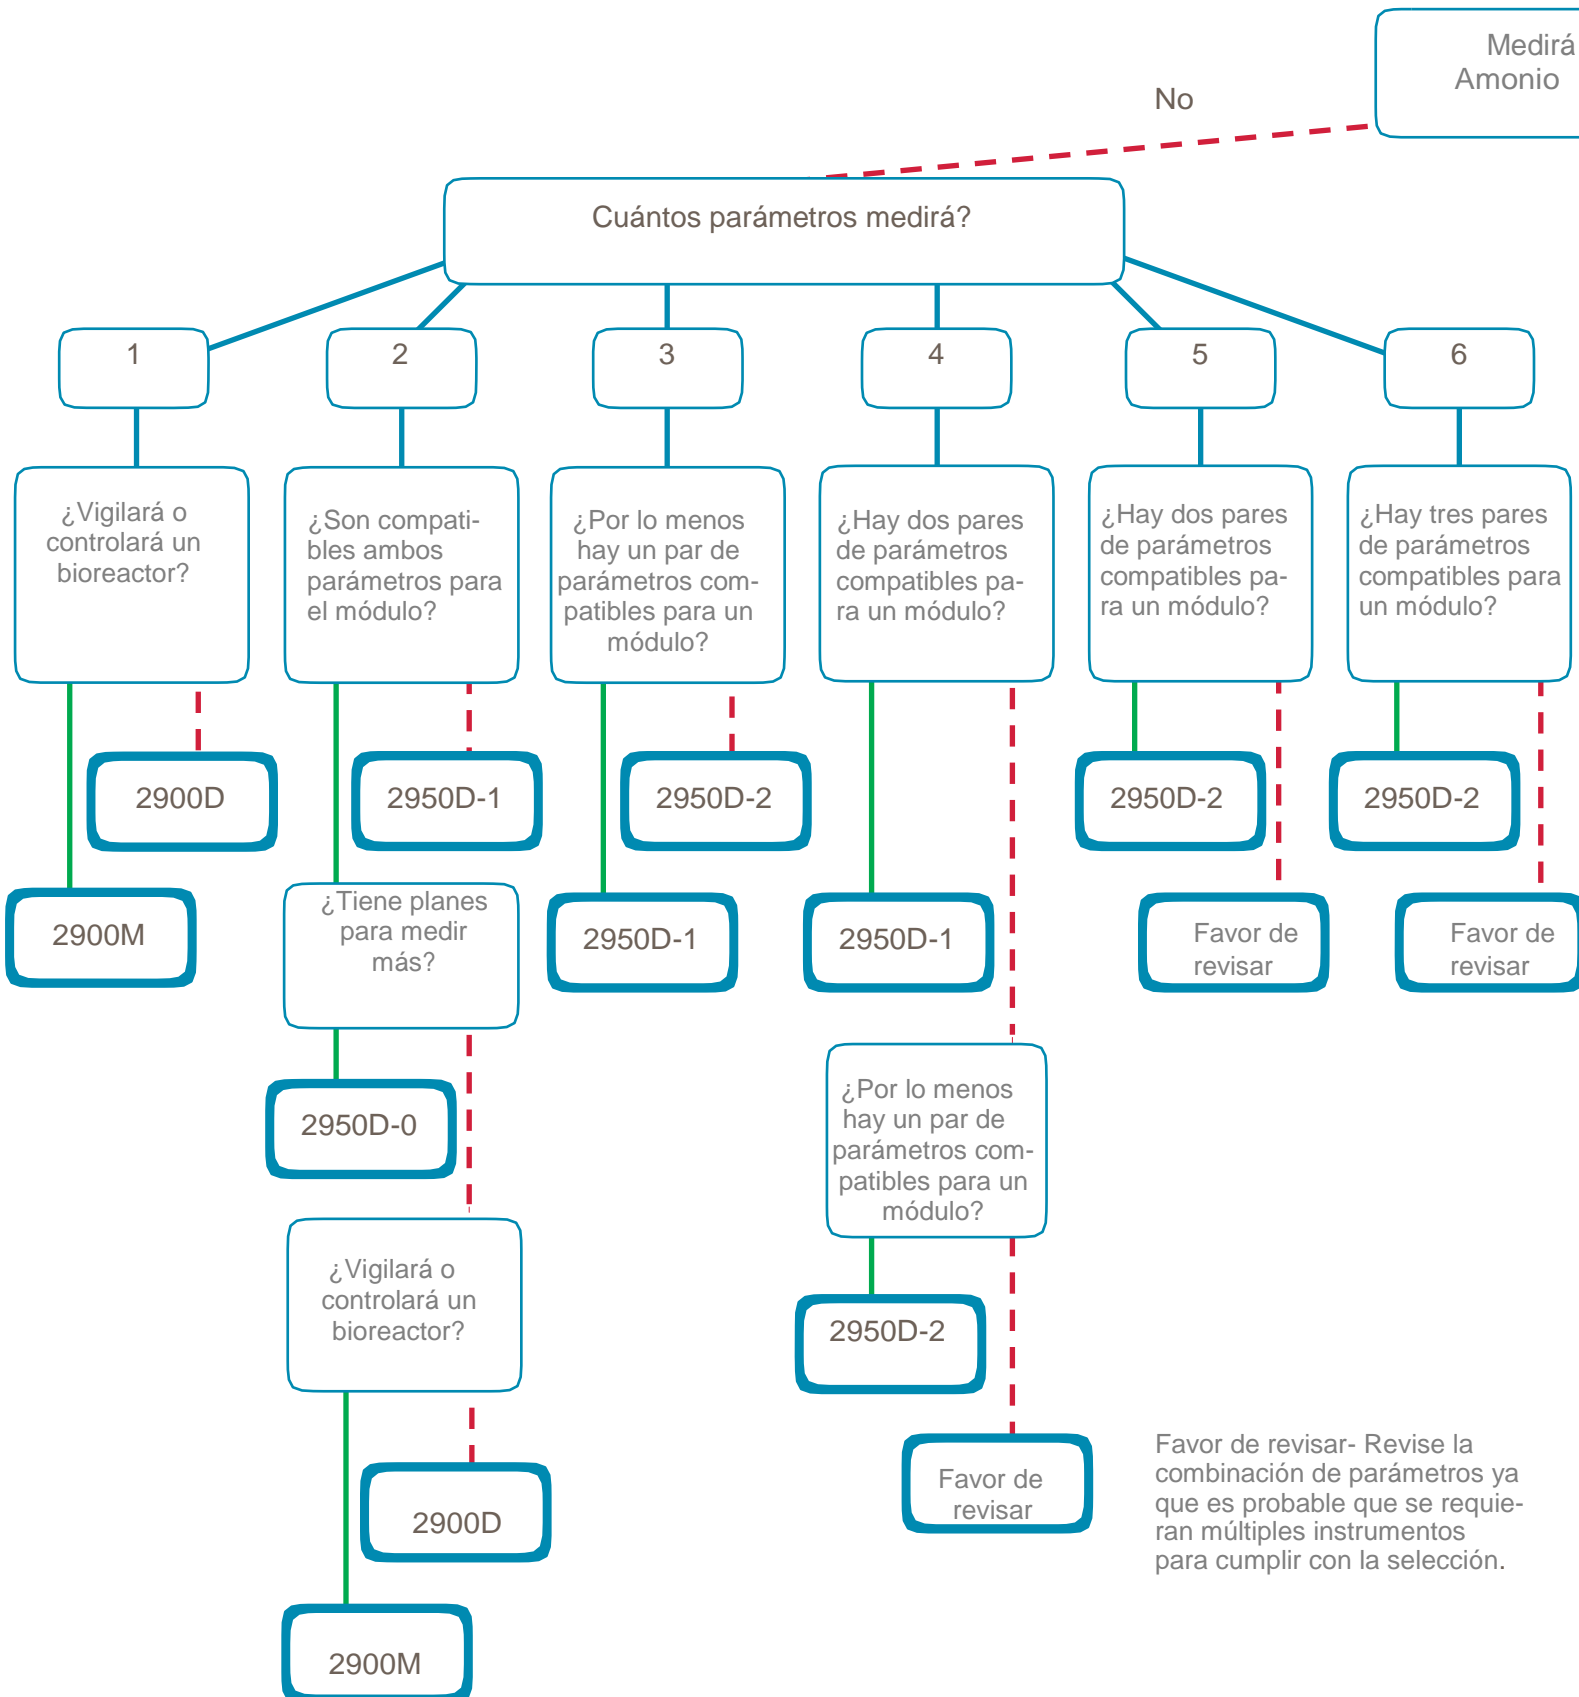 Medirá
Amonio
No
Cuántos parámetros medirá?
1
2
3
4
5
6
¿Vigilará o
controlará un
bioreactor?
¿Son compati-
bles ambos
parámetros para
el módulo?
¿Por lo menos
hay un par de
parámetros com-
patibles para un
módulo?
¿Hay dos pares
de parámetros
compatibles pa-
ra un módulo?
¿Hay dos pares
de parámetros
compatibles pa-
ra un módulo?
¿Hay tres pares
de parámetros
compatibles para
un módulo?
2900D
2950D-1
2950D-2
2950D-2
2950D-2
2900M
¿Tiene planes
para medir
más?
2950D-1
2950D-1
Favor de
revisar
Favor de
revisar
2950D-0
¿Por lo menos
hay un par de
parámetros com-
patibles para un
módulo?
¿Vigilará o
controlará un
bioreactor?
2950D-2
2900D
Favor de
revisar
Favor de revisar- Revise la
combinación de parámetros ya
que es probable que se requie-
ran múltiples instrumentos
para cumplir con la selección.
2900M